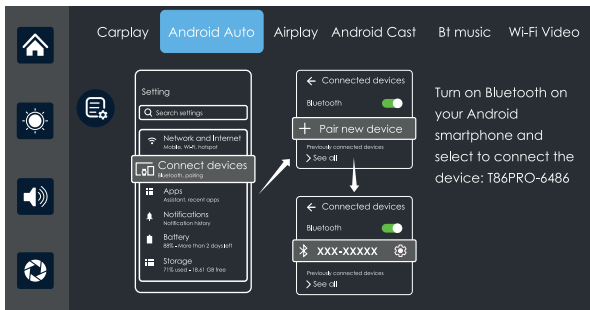 Carplay Android Auto Airplay Android Cast Bt music Wi-Fi Video
Setting
Search settings
Network and Internet
Mobile, Wi-Fi, hotspot
Connect devices
Bluetooth, pairing
Apps
Assistant, recent apps
Notifications
Notification history
Battery
88% - More than 2 days left
Storage
71% used - 18.61 GB free
Connected devices
Bluetooth
Pair new device
Previously connected devices
See all
Connected devices
Bluetooth
XXX-XXXXX
Previously connected devices
See all
Turn on Bluetooth on
your Android
smartphone and
select to connect the
device: T86PRO-6486